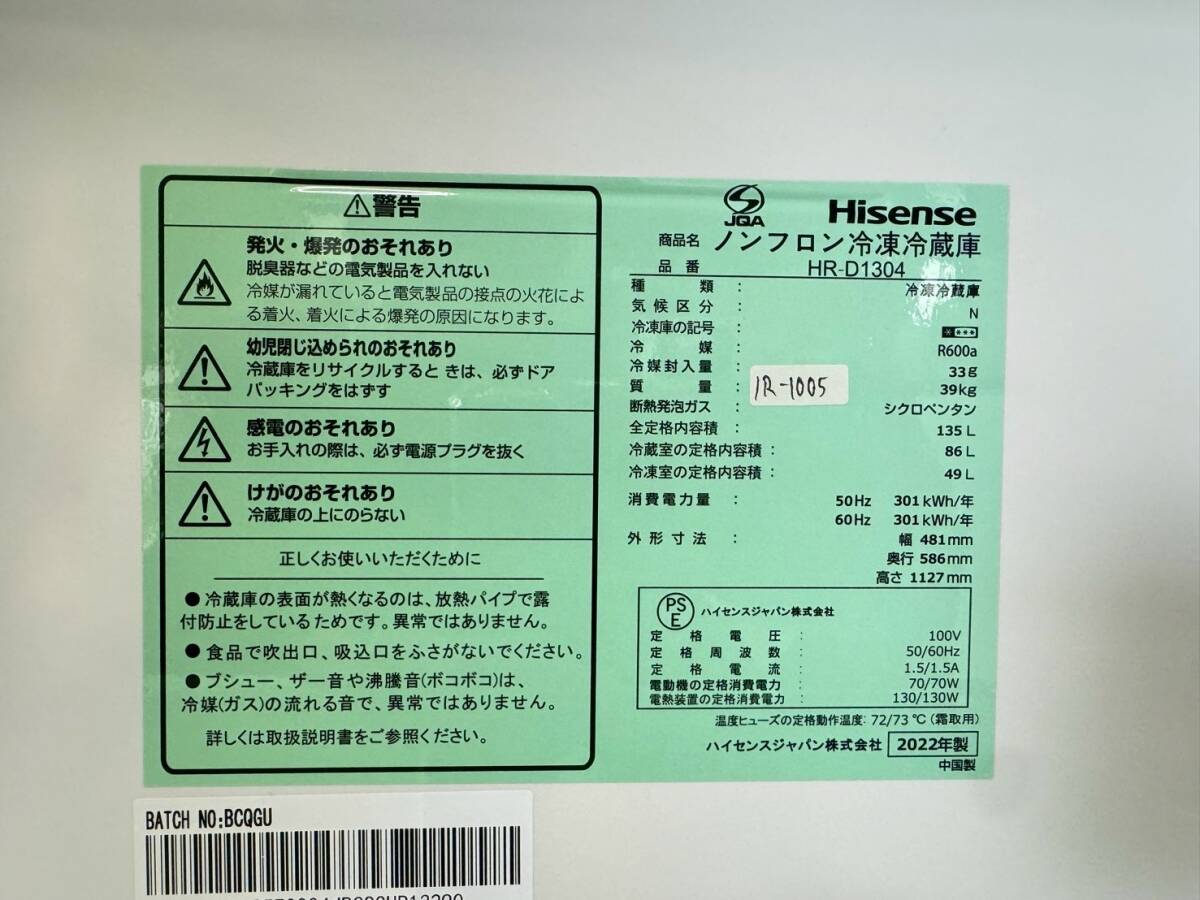 ⚠警告
発火・爆発のおそれあり
脱臭器などの電気製品を入れない
冷媒が漏れていると電気製品の接点の火花によ
る着火、着火による爆発の原因になります。
幼児閉じ込められのおそれあり
冷蔵庫をリサイクルすると きは、必ずドア
パッキングをはずす
感電のおそれあり
お手入れの際は、必ず電源プラグを抜く
けがのおそれあり
冷蔵庫の上にのらない
正しくお使いいただくために
●冷蔵庫の表面が熱くなるのは、放熱パイプで露
付防止をしているためです。異常ではありません。
●食品で吹出口、吸込口をふさがないでください。
●ブシュー、ザー音や沸騰音(ボコボコ)は、
冷媒(ガス)の流れる音で、異常ではありません。
詳しくは取扱説明書をご参照ください。
JQA Hisense
商品名 ノンフロン冷凍冷蔵庫
品番 HR-D1304
種類 : 冷凍冷蔵庫
気候区分 : N
冷凍庫の記号 : ****
冷媒 : R600a
冷媒封入量 : 33g
質量 : 39kg
1R-1005
断熱発泡ガス : シクロペンタン
全定格内容積 : 135 L
冷蔵室の定格内容積 : 86 L
冷凍室の定格内容積 : 49 L
消費電力量 : 50Hz 301kWh/年
60Hz 301kWh/年
外形寸法 : 幅 481mm
奥行 586mm
高さ 1127mm
PSE ハイセンスジャパン株式会社
定格電圧 : 100V
定格周波数 : 50/60Hz
定格電流 : 1.5/1.5A
電動機の定格消費電力 : 70/70W
電熱装置の定格消費電力 : 130/130W
温度ヒューズの定格動作温度: 72/73 ℃ (霜取用)
ハイセンスジャパン株式会社 2022年製
中国製
BATCH NO:BCQGU